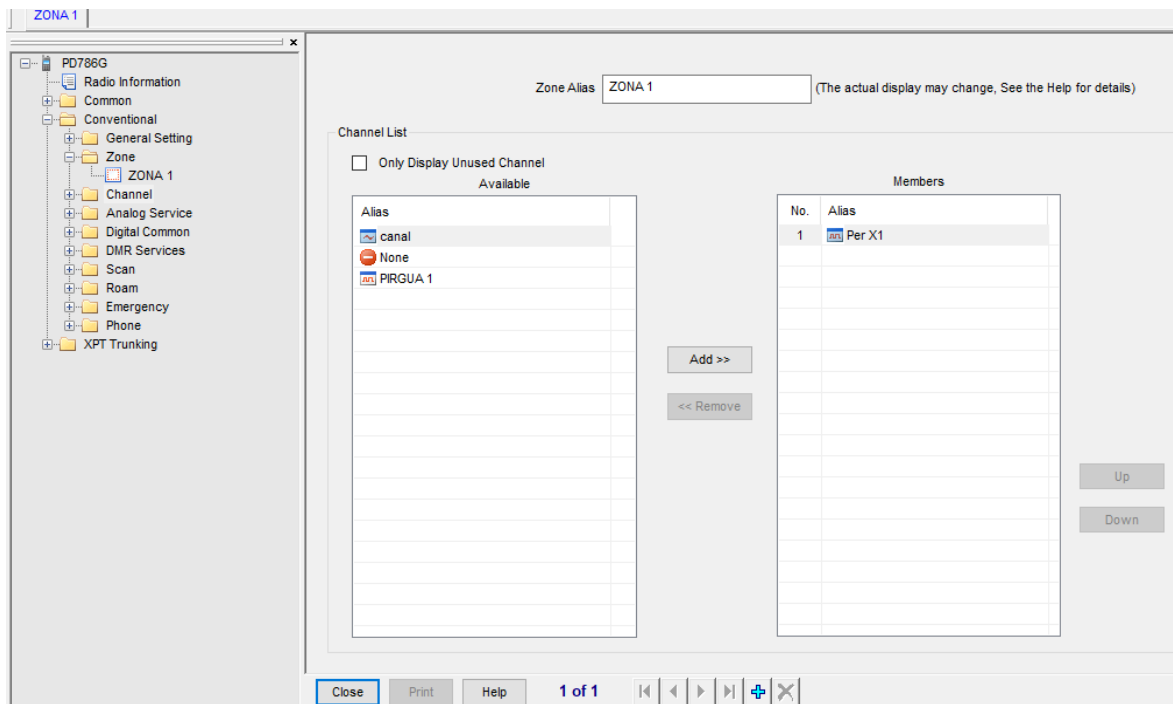 ZONA 1
x
PD786G
Radio Information
Common
Conventional
General Setting
Zone
ZONA 1
Channel
Analog Service
Digital Common
DMR Services
Scan
Roam
Emergency
Phone
XPT Trunking
Zone Alias ZONA 1 (The actual display may change, See the Help for details)
Channel List
Only Display Unused Channel
Available
Alias
canal
None
PIRGUA 1
Add >>
<< Remove
Members
No. Alias
1 Per X1
Up
Down
Close Print Help 1 of 1